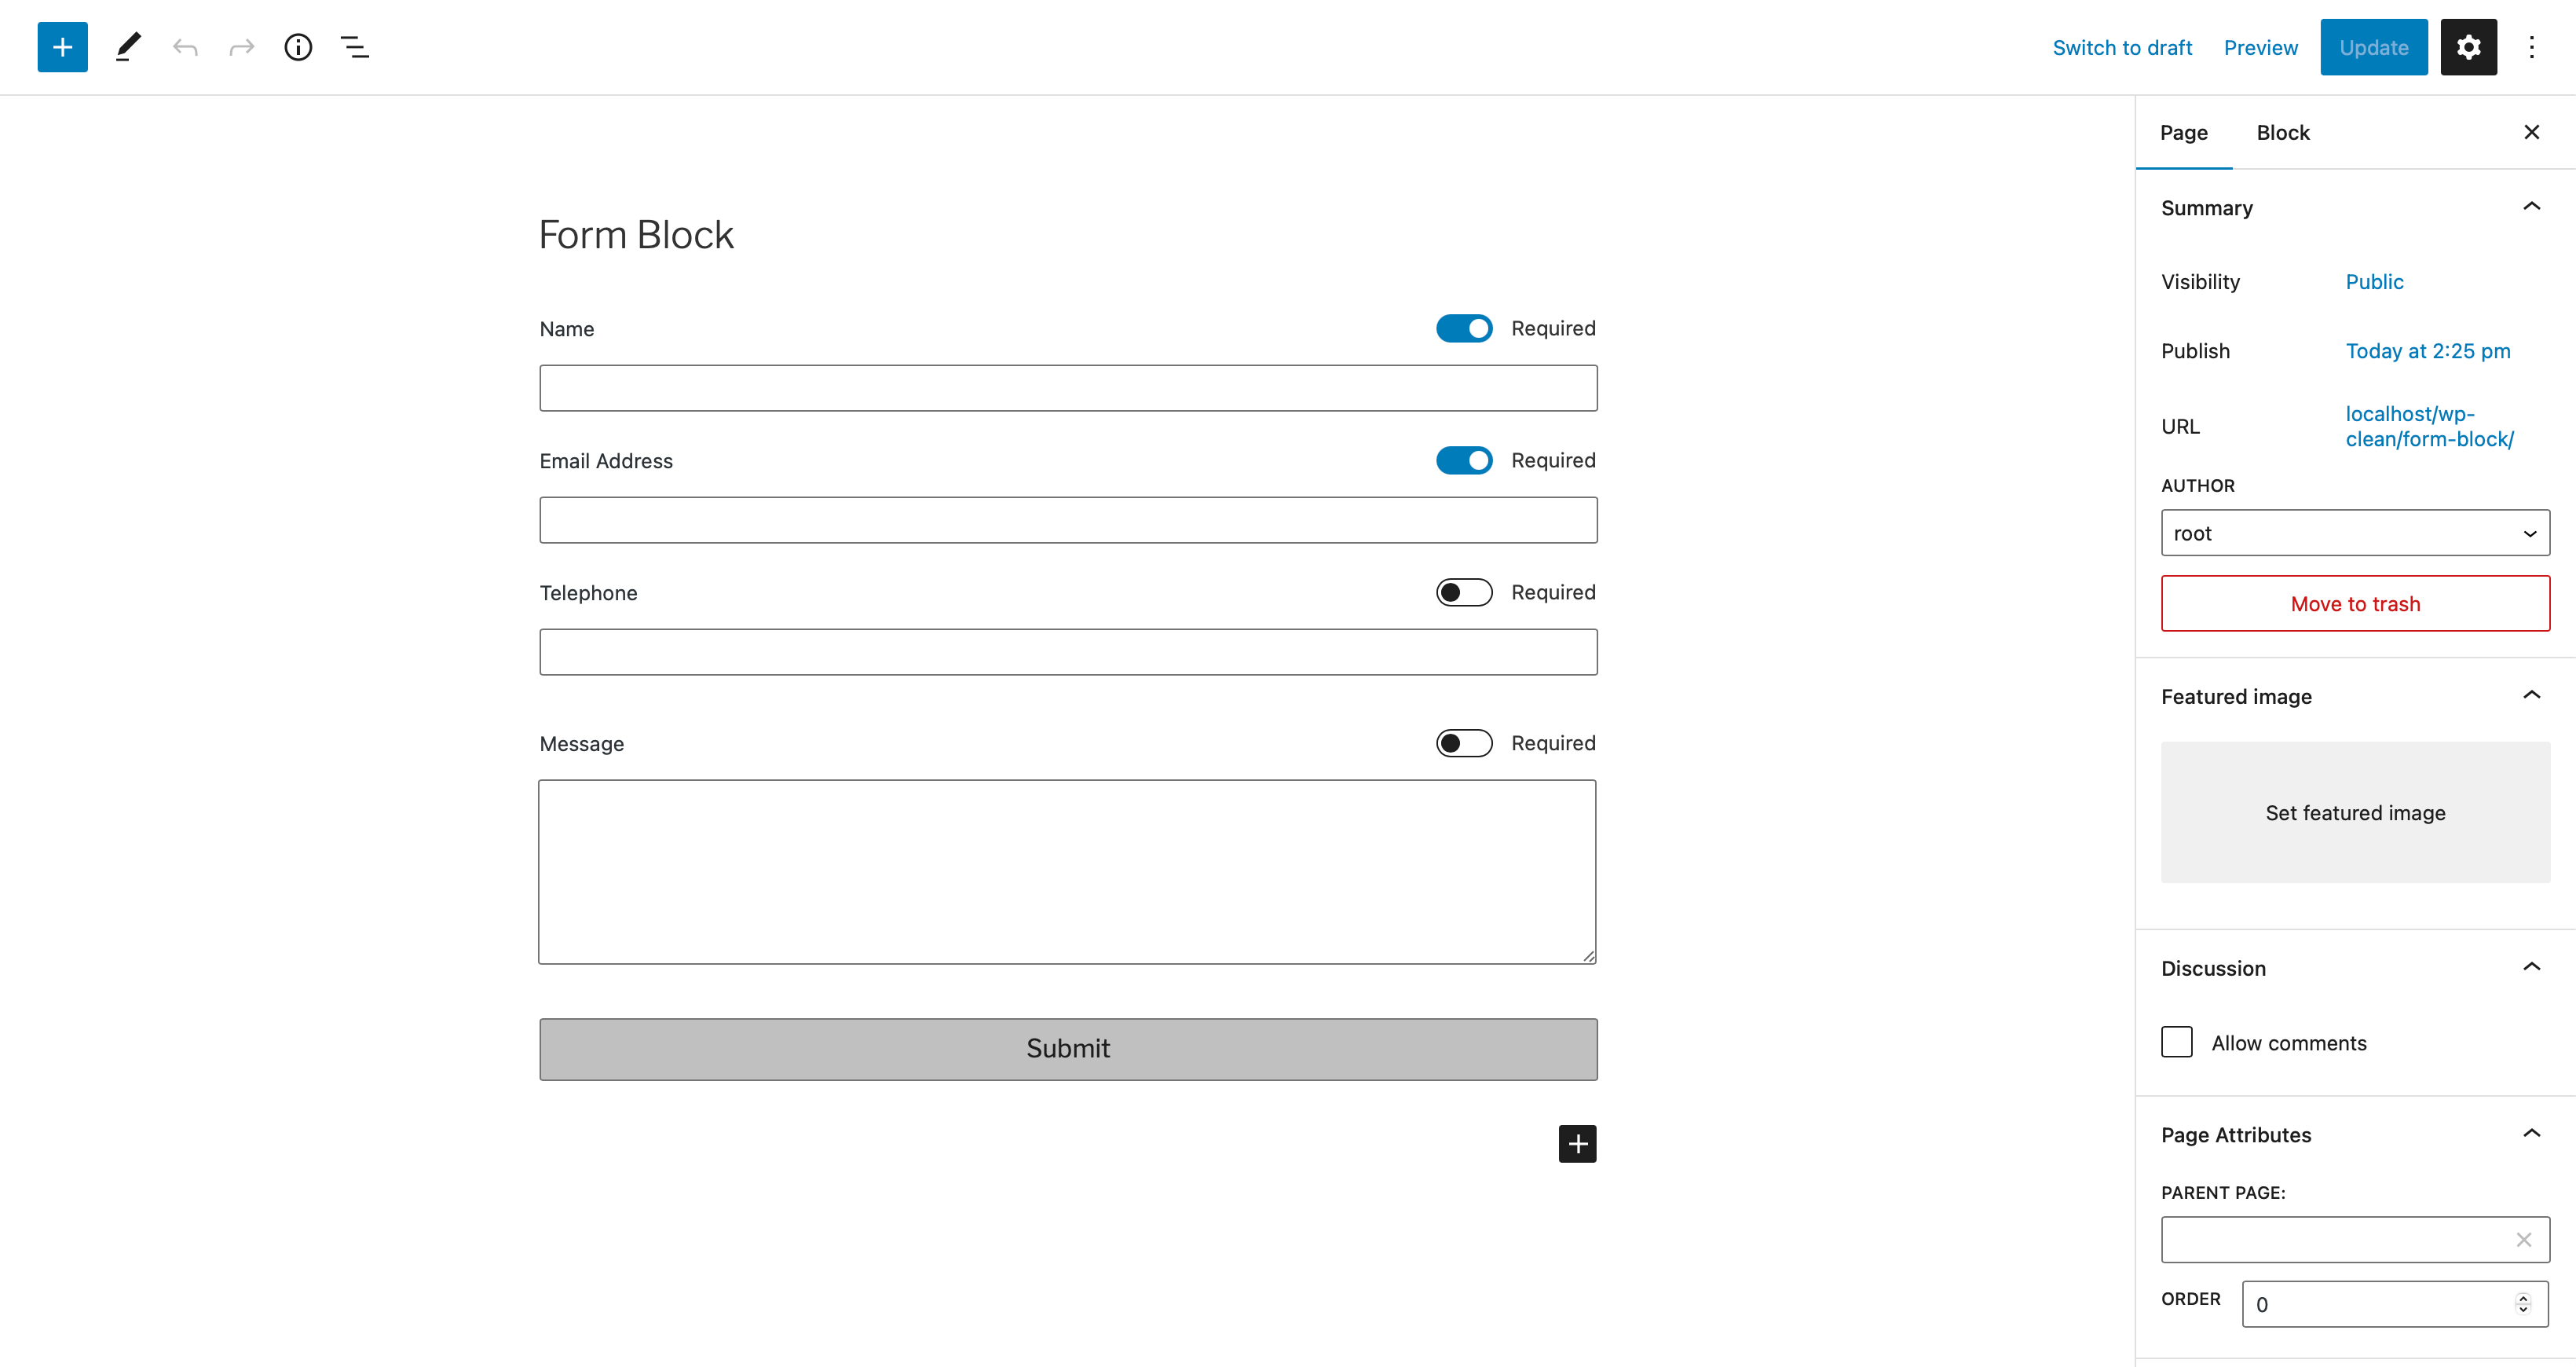 Switch to draft
Preview
Update
Page
Block
Form Block
Name
Required
Email Address
Required
Telephone
Required
Message
Required
Submit
Summary
Visibility
Public
Publish
Today at 2:25 pm
URL
localhost/wp-
clean/form-block/
AUTHOR
root
Move to trash
Featured image
Set featured image
Discussion
Allow comments
Page Attributes
PARENT PAGE:
ORDER
0